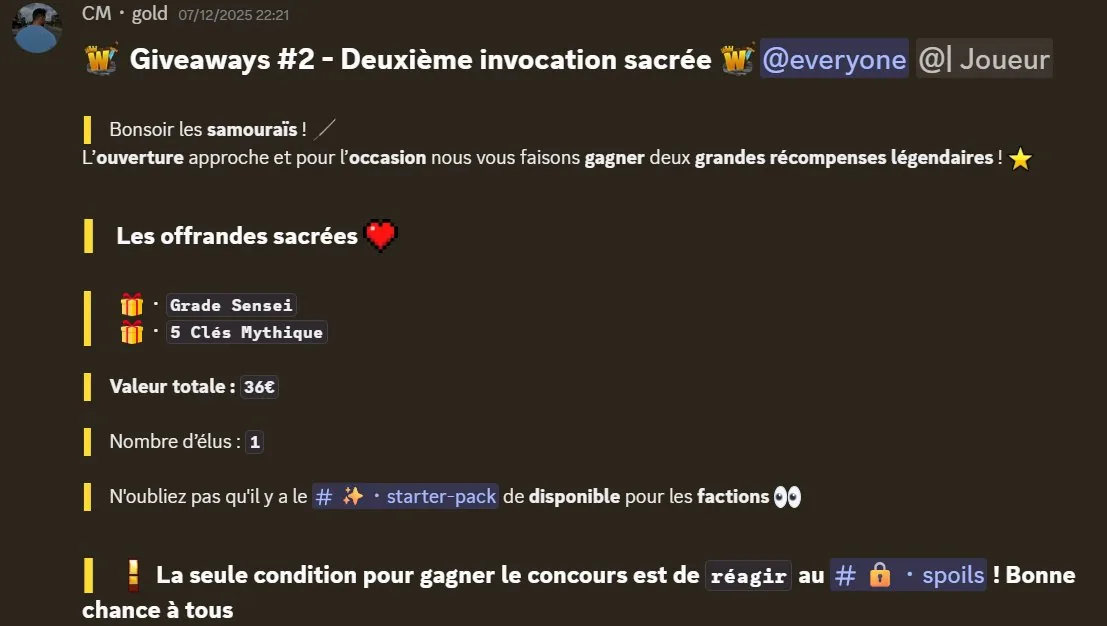 CM · gold 07/12/2025 22:21
Giveaways #2 - Deuxième invocation sacrée @everyone @| Joueur
Bonsoir les samouraïs !
L’ouverture approche et pour l’occasion nous vous faisons gagner deux grandes récompenses légendaires !
Les offrandes sacrées
· Grade Sensei
· 5 Clés Mythique
Valeur totale : 36€
Nombre d’élus : 1
N'oubliez pas qu'il y a le # ✨ · starter-pack de disponible pour les factions 👀
❗ La seule condition pour gagner le concours est de réagir au # 🔒 · spoils ! Bonne
chance à tous